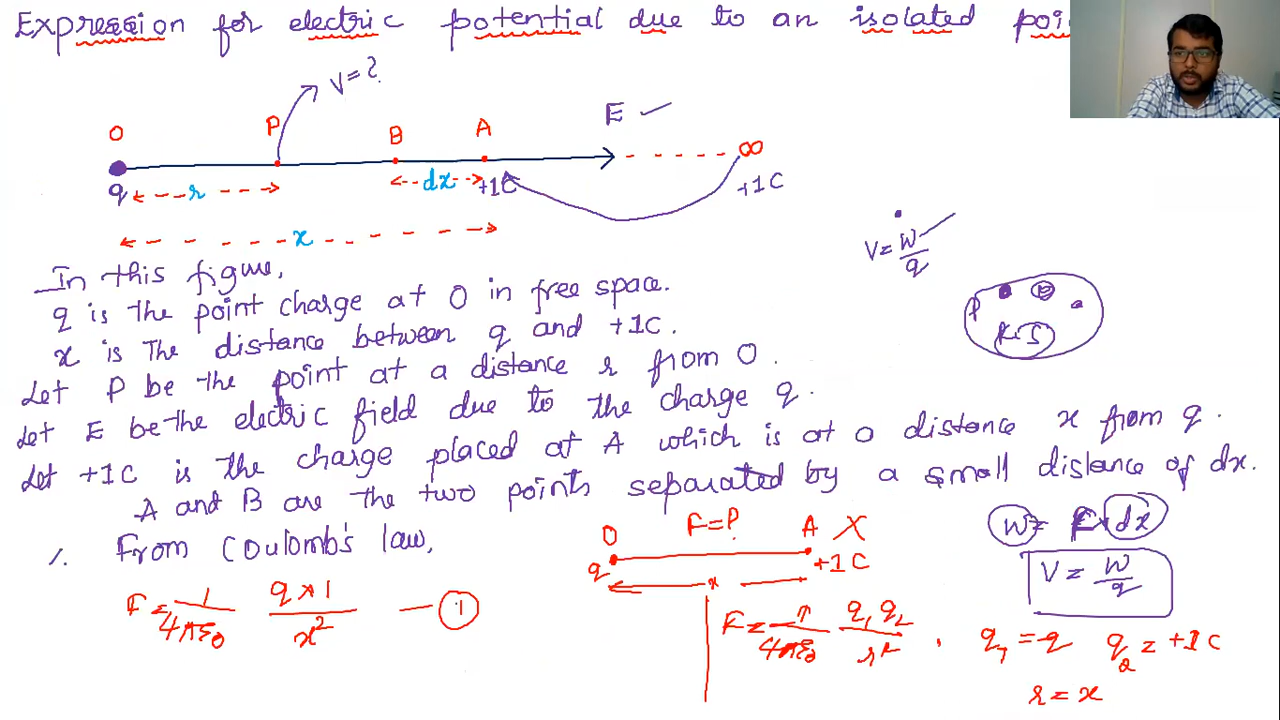 Expression for electric potential due to an isolated poi
V=?
O P B A E ∞
q r dx +1C +1C
x
V = W/q
In this figure,
q is the point charge at O in free space.
x is the distance between q and +1C.
Let P be the point at a distance r from O.
Let E be the electric field due to the charge q.
Let +1C is the charge placed at A which is at a distance x from q.
A and B are the two points separated by a small distance of dx.
W = F × dx
∴ From Coulomb's law,
O F=? A X
q +1C
x
V = W/q
F = 1/4πε₀ q×1/x² — ①
F = 1/4πε₀ q₁q₂/r², q₁ = q q₂ = +1C
r = x